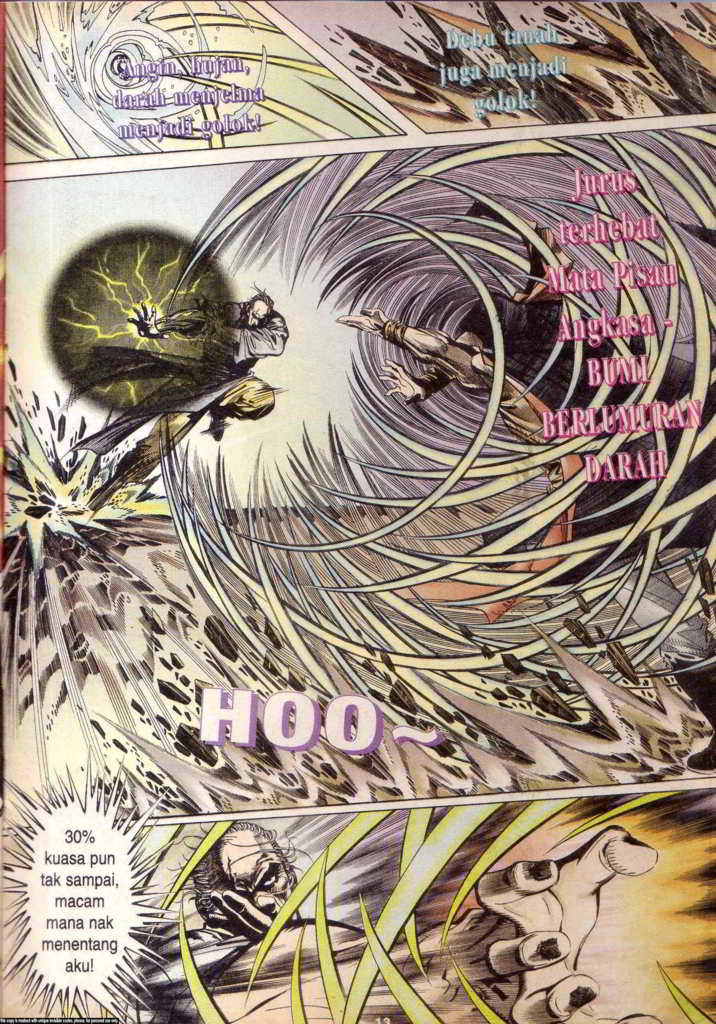 Angin, hujan,
darah menjelma
menjadi golok!
Debu tanah
juga menjadi
golok!
Jurus
terhebat
Mata Pisau
Angkasa -
BUMI
BERLUMURAN
DARAH
HOO~
30%
kuasa pun
tak sampai,
macam
mana nak
menentang
aku!
13